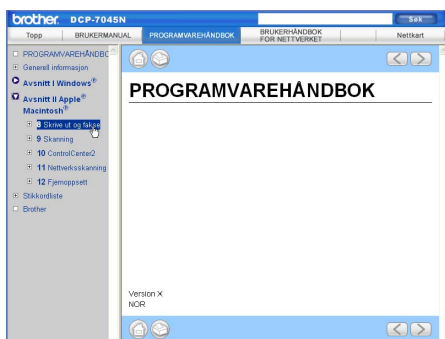 brother. DCP-7045N
Søk
Topp
BRUKERMANUAL
PROGRAMVAREHÅNDBOK
BRUKERHÅNDBOK
FOR NETTVERKET
Nettkart
PROGRAMVAREHÅNDBC
Generell informasjon
Avsnitt I Windows®
Avsnitt II Apple®
Macintosh®
8 Skrive ut og fakse
9 Skanning
10 ControlCenter2
11 Nettverksskanning
12 Fjernoppsett
Stikkordliste
Brother
PROGRAMVAREHÅNDBOK
Version X
NOR